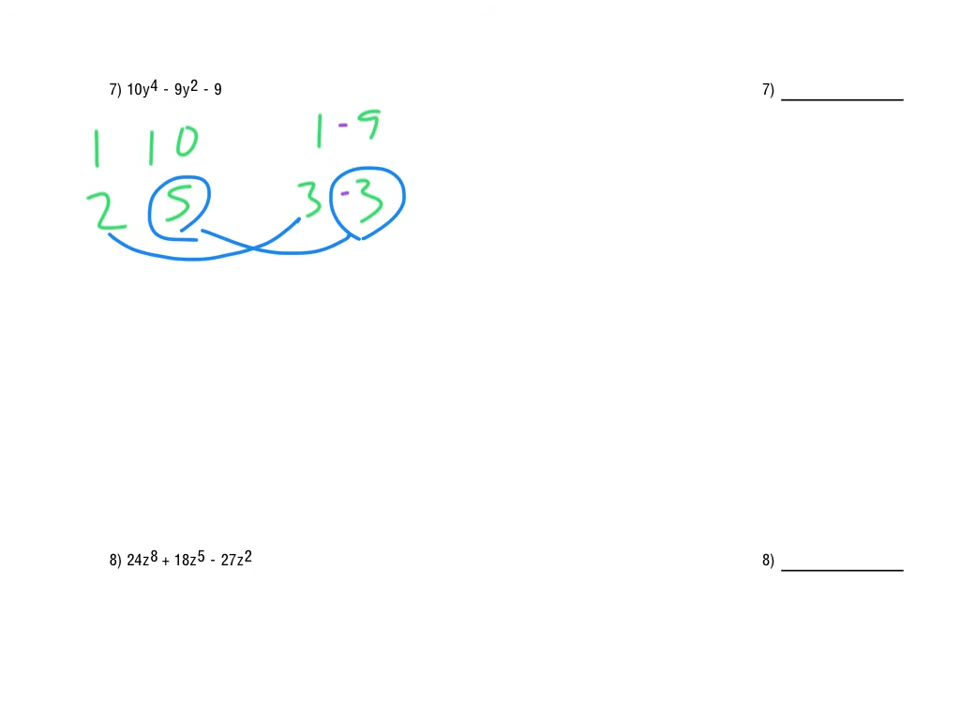 7) 10y⁴ - 9y² - 9 7) ____________
1 10 1 - 9
2 5 3 - 3
8) 24z⁸ + 18z⁵ - 27z² 8) ____________